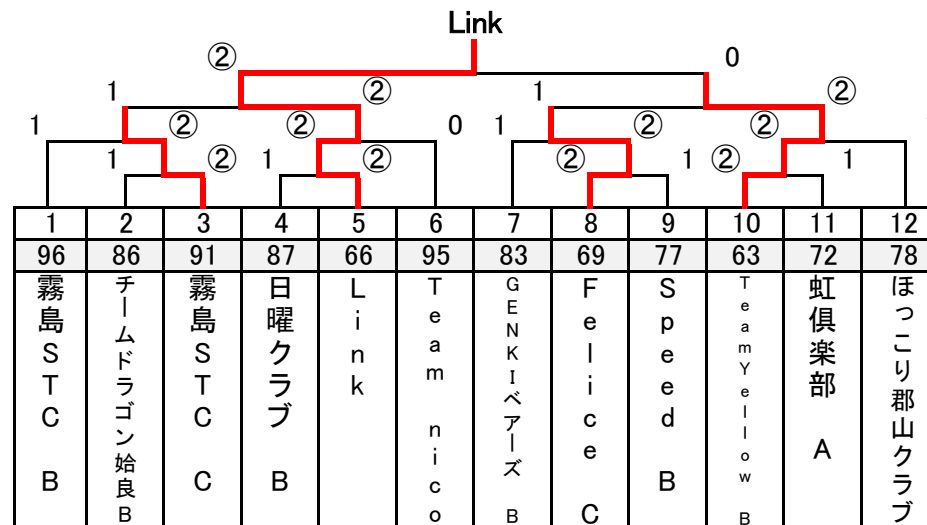 Link
② 0
1 ② 1 ②
1 ② ② 0 1 ② ②
1 ② 1 ② ② 1 ② 1
1 2 3 4 5 6 7 8 9 10 11 12
96 86 91 87 66 95 83 69 77 63 72 78
霧島STC B
チームドラゴン姶良B
霧島STC C
日曜クラブ B
Link
Team nico
GENKIベアーズ B
Felice C
Speed B
TeamYellow B
虹倶楽部 A
ほっこり郡山クラブ